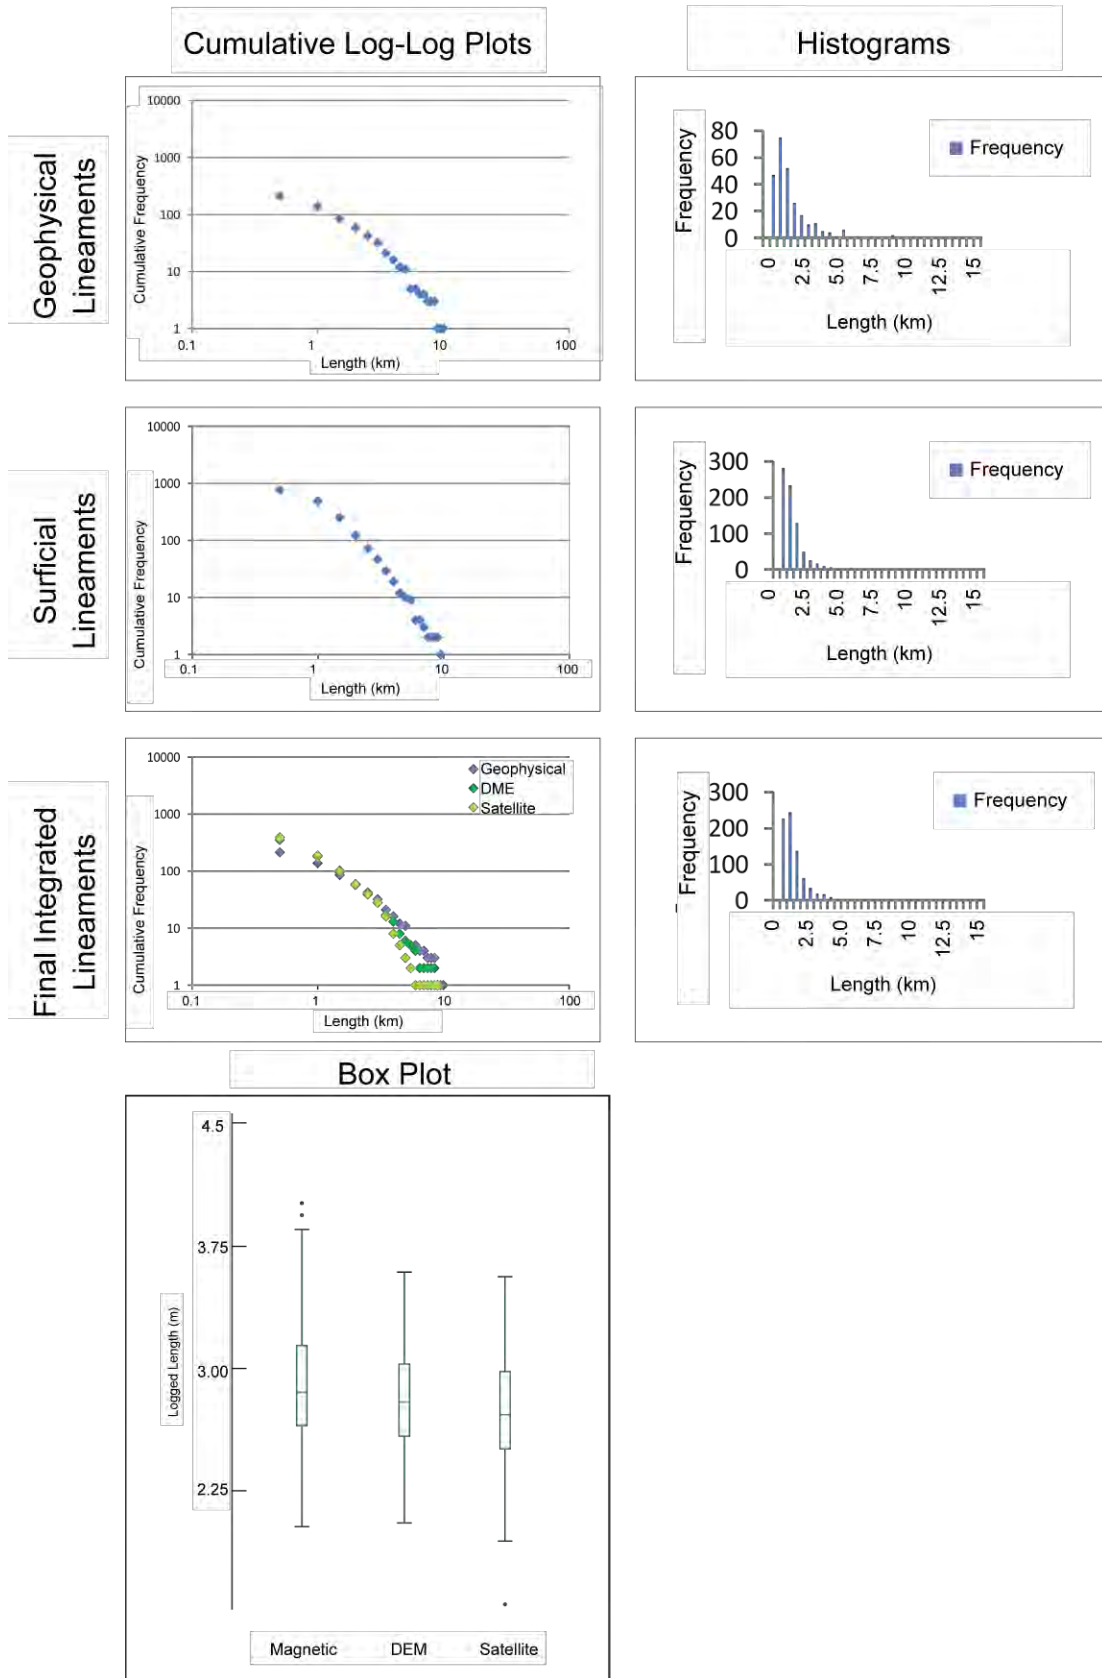 Cumulative Log-Log Plots
Histograms
Geophysical
Lineaments
Cumulative Frequency
10000
1000
100
10
1
0.1
1
10
100
Length (km)
Frequency
80
60
40
20
0
Frequency
0
2.5
5.0
7.5
10
12.5
15
Length (km)
Surficial
Lineaments
Cumulative Frequency
10000
1000
100
10
1
0.1
1
10
100
Length (km)
Frequency
300
200
100
0
Frequency
0
2.5
5.0
7.5
10
12.5
15
Length (km)
Final Integrated
Lineaments
Cumulative Frequency
10000
1000
100
10
1
Geophysical
DME
Satellite
0.1
1
10
100
Length (km)
Frequency
300
200
100
0
Frequency
0
2.5
5.0
7.5
10
12.5
15
Length (km)
Box Plot
Logged Length (m)
4.5
3.75
3.00
2.25
Magnetic
DEM
Satellite